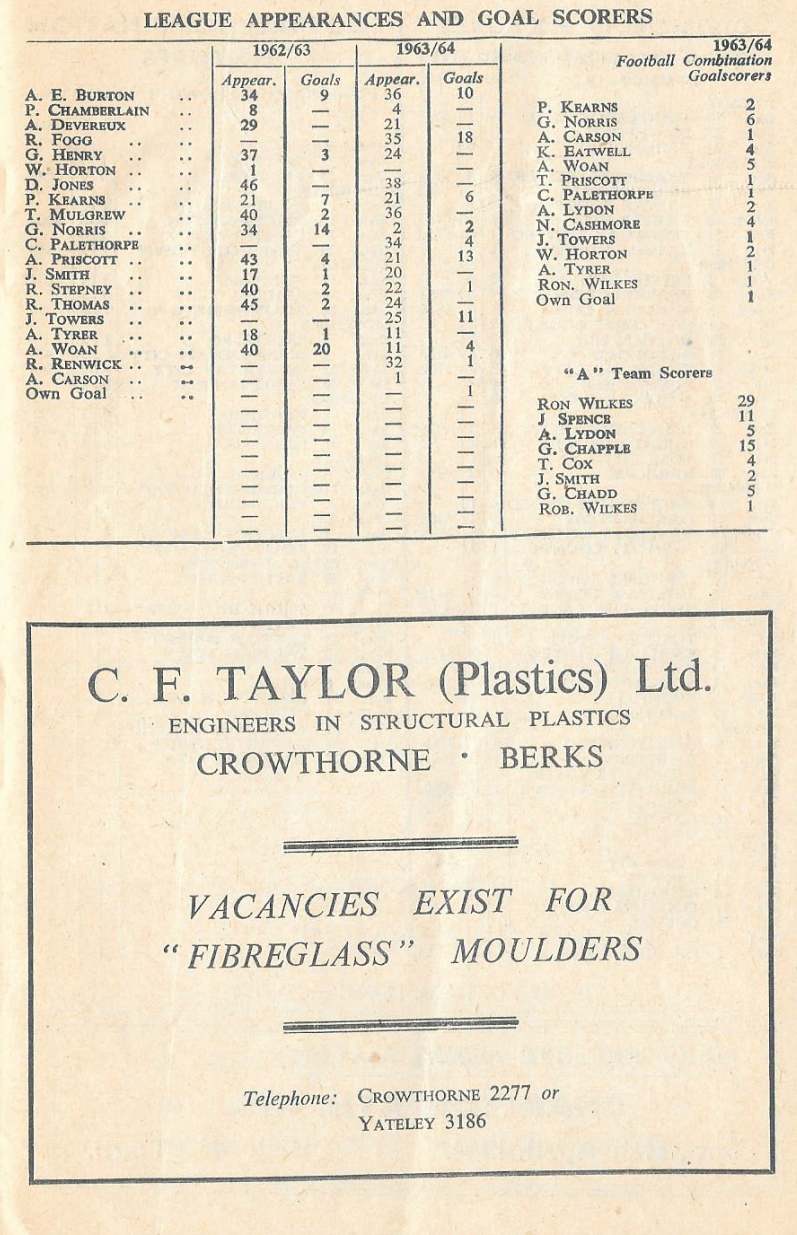 LEAGUE APPEARANCES AND GOAL SCORERS
1962/63 1963/64
Appear. Goals Appear. Goals
A. E. BURTON .. 34 9 36 10
P. CHAMBERLAIN .. 8 — 4 —
A. DEVEREUX .. 29 — 21 —
R. FOGG .. .. — — 35 18
G. HENRY .. .. 37 3 24 —
W. HORTON .. .. 1 — — —
D. JONES .. .. 46 — 38 —
P. KEARNS .. .. 21 7 21 6
T. MULGREW .. 40 2 36 —
G. NORRIS .. .. 34 14 2 2
C. PALETHORPE .. — — 34 4
A. PRISCOTT .. .. 43 4 21 13
J. SMITH .. .. 17 1 20 —
R. STEPNEY .. .. 40 2 22 1
R. THOMAS .. .. 45 2 24 —
J. TOWERS .. .. — — 25 11
A. TYRER .. .. 18 1 11 —
A. WOAN .. .. 40 20 11 4
R. RENWICK .. .. — — 32 1
A. CARSON .. .. — — 1 —
Own Goal .. .. — — — 1
— — — —
— — — —
— — — —
— — — —
— — — —
— — — —
— — — —
— — — —
— — — —
1963/64
Football Combination
Goalscorers
P. KEARNS 2
G. NORRIS 6
A. CARSON 1
K. EATWELL 4
A. WOAN 5
T. PRISCOTT 1
C. PALETHORPE 1
A. LYDON 2
N. CASHMORE 4
J. TOWERS 1
W. HORTON 2
A. TYRER 1
RON. WILKES 1
Own Goal 1
"A" Team Scorers
RON WILKES 29
J SPENCE 11
A. LYDON 5
G. CHAPPLE 15
T. COX 4
J. SMITH 2
G. CHADD 5
ROB. WILKES 1
C. F. TAYLOR (Plastics) Ltd.
ENGINEERS IN STRUCTURAL PLASTICS
CROWTHORNE · BERKS
VACANCIES EXIST FOR
"FIBREGLASS" MOULDERS
Telephone: CROWTHORNE 2277 or
YATELEY 3186